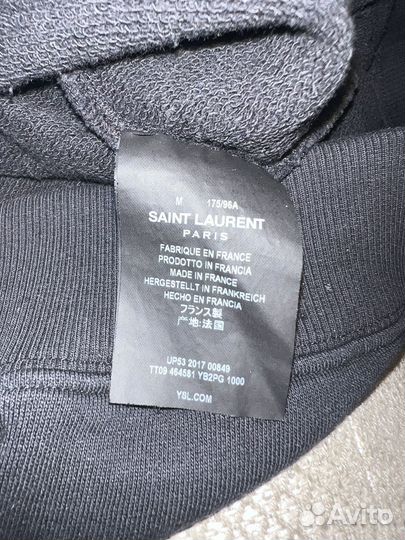 M 175/96A
SAINT LAURENT
PARIS
FABRIQUE EN FRANCE
PRODOTTO IN FRANCIA
MADE IN FRANCE
HERGESTELLT IN FRANKREICH
HECHO EN FRANCIA
フランス製
产地:法国
UP53 2017 00849
TT09 464581 YB2PG 1000
YSL.COM
Avito